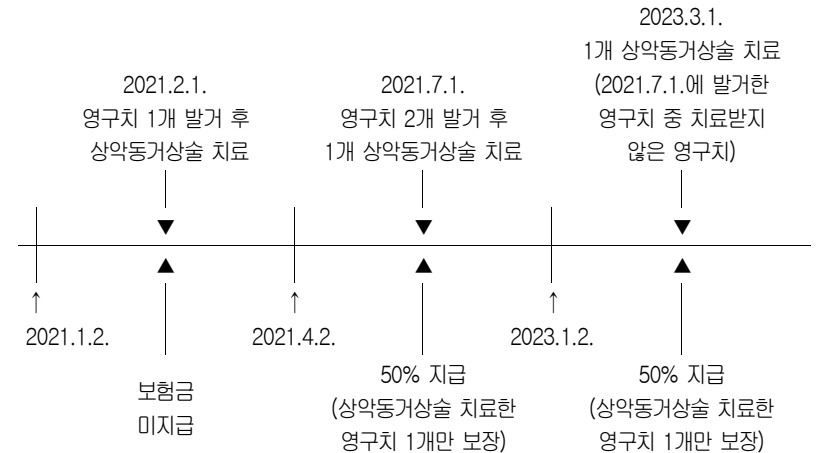 2021.2.1.
영구치 1개 발거 후
상악동거상술 치료
2021.7.1.
영구치 2개 발거 후
1개 상악동거상술 치료
2023.3.1.
1개 상악동거상술 치료
(2021.7.1.에 발거한
영구치 중 치료받지
않은 영구치)
▼ ▼ ▼
▲ ▲ ▲
↑ ↑ ↑
2021.1.2. 2021.4.2. 2023.1.2.
보험금
미지급
50% 지급
(상악동거상술 치료한
영구치 1개만 보장)
50% 지급
(상악동거상술 치료한
영구치 1개만 보장)